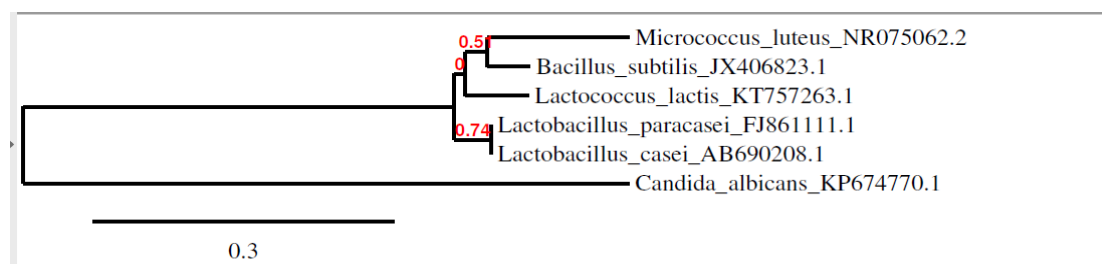 0.51
Micrococcus_luteus_NR075062.2
0
Bacillus_subtilis_JX406823.1
Lactococcus_lactis_KT757263.1
0.74
Lactobacillus_paracasei_FJ861111.1
Lactobacillus_casei_AB690208.1
Candida_albicans_KP674770.1
0.3